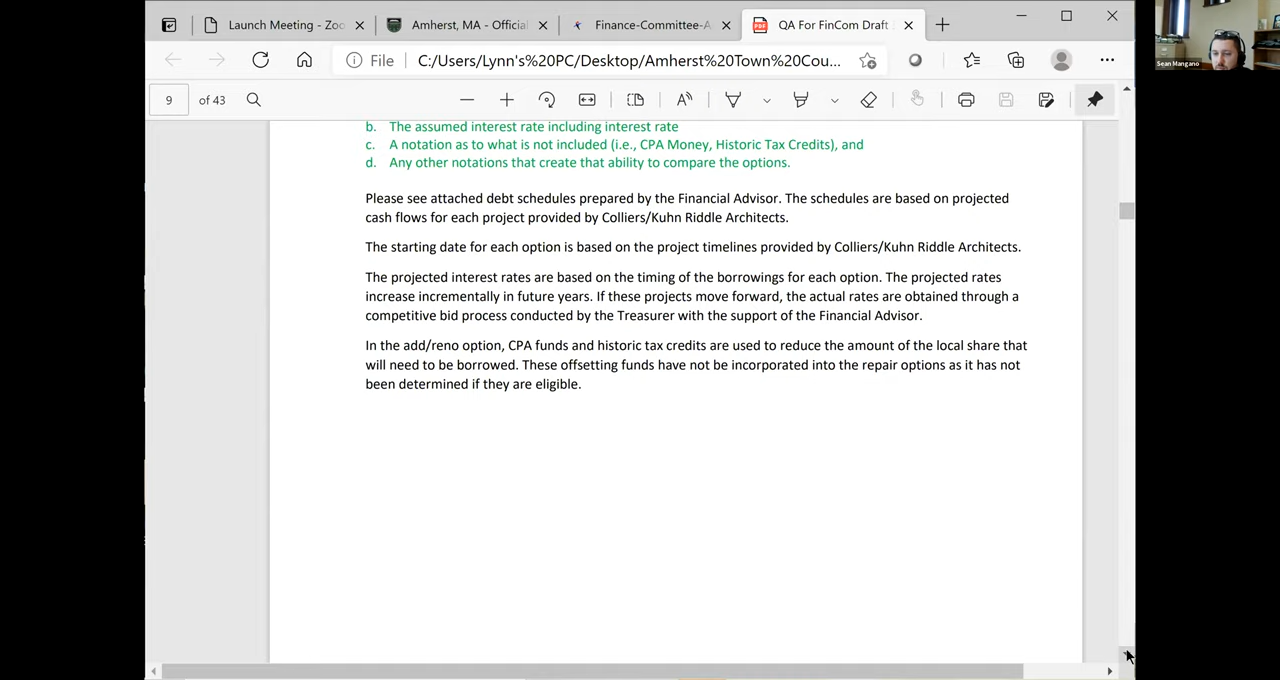 Launch Meeting - Zoo
Amherst, MA - Official
Finance-Committee-A
QA For FinCom Draft
File
C:/Users/Lynn's%20PC/Desktop/Amherst%20Town%20Cou...
Sean Mangano
9 of 43
b. The assumed interest rate including interest rate
c. A notation as to what is not included (i.e., CPA Money, Historic Tax Credits), and
d. Any other notations that create that ability to compare the options.
Please see attached debt schedules prepared by the Financial Advisor. The schedules are based on projected
cash flows for each project provided by Colliers/Kuhn Riddle Architects.
The starting date for each option is based on the project timelines provided by Colliers/Kuhn Riddle Architects.
The projected interest rates are based on the timing of the borrowings for each option. The projected rates
increase incrementally in future years. If these projects move forward, the actual rates are obtained through a
competitive bid process conducted by the Treasurer with the support of the Financial Advisor.
In the add/reno option, CPA funds and historic tax credits are used to reduce the amount of the local share that
will need to be borrowed. These offsetting funds have not be incorporated into the repair options as it has not
been determined if they are eligible.